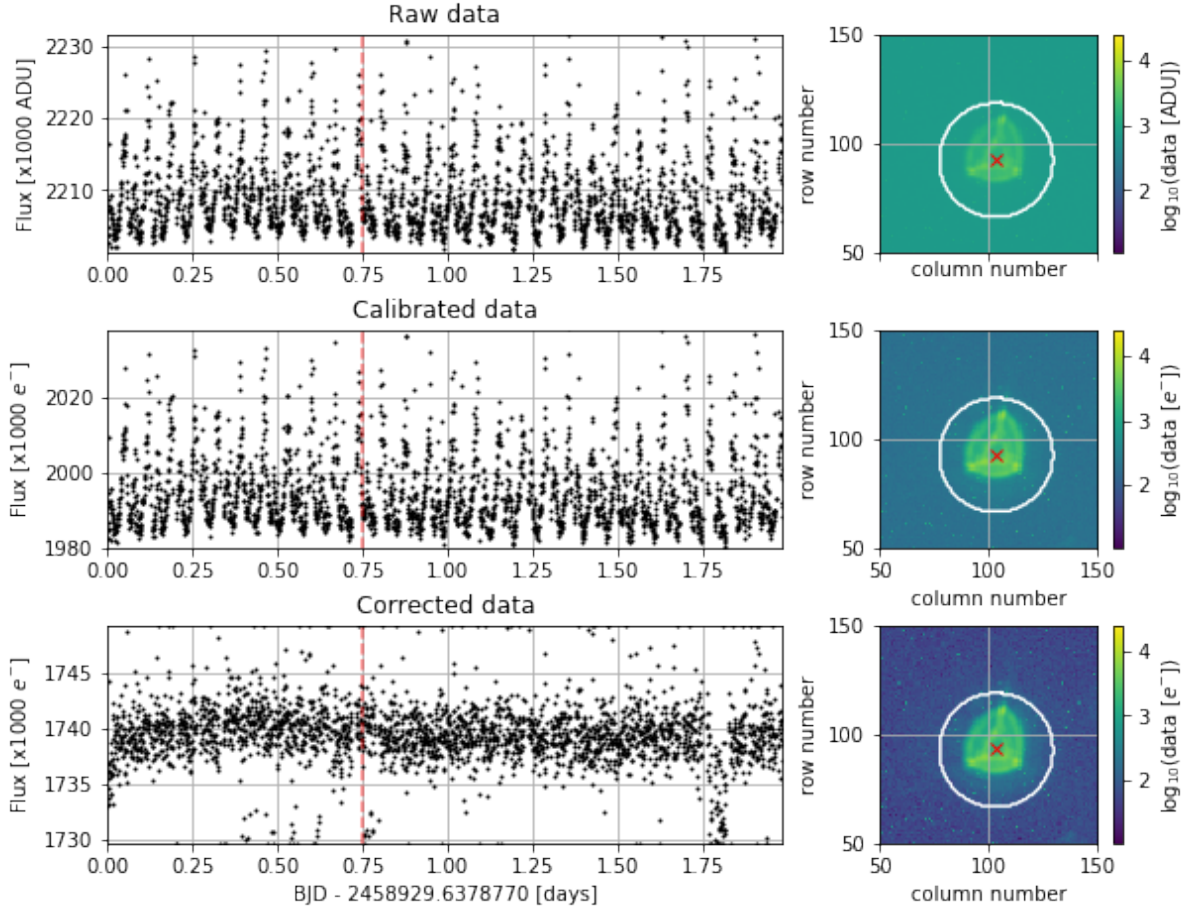 Raw data
Flux [x1000 ADU]
2230
2220
2210
0.00 0.25 0.50 0.75 1.00 1.25 1.50 1.75
row number
150
100
50
column number
log₁₀(data [ADU])
4
3
2
Calibrated data
Flux [x1000 e⁻]
2020
2000
1980
0.00 0.25 0.50 0.75 1.00 1.25 1.50 1.75
row number
150
100
50
50 100 150
column number
log₁₀(data [e⁻])
4
3
2
Corrected data
Flux [x1000 e⁻]
1745
1740
1735
1730
0.00 0.25 0.50 0.75 1.00 1.25 1.50 1.75
BJD - 2458929.6378770 [days]
row number
150
100
50
50 100 150
column number
log₁₀(data [e⁻])
4
3
2